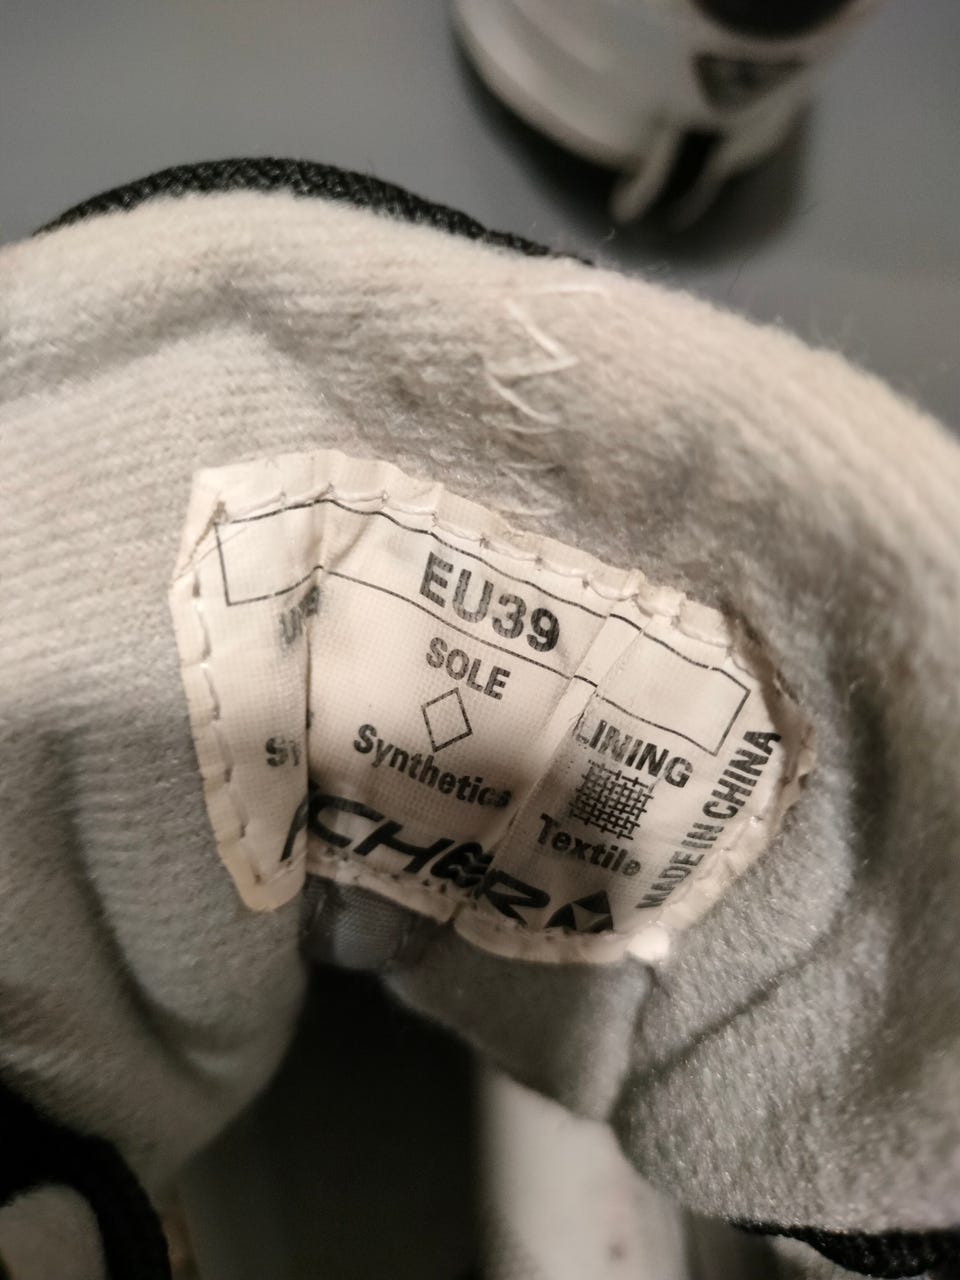 EU39
SOLE
Synthetics
LINING
Textile
MADE IN CHINA